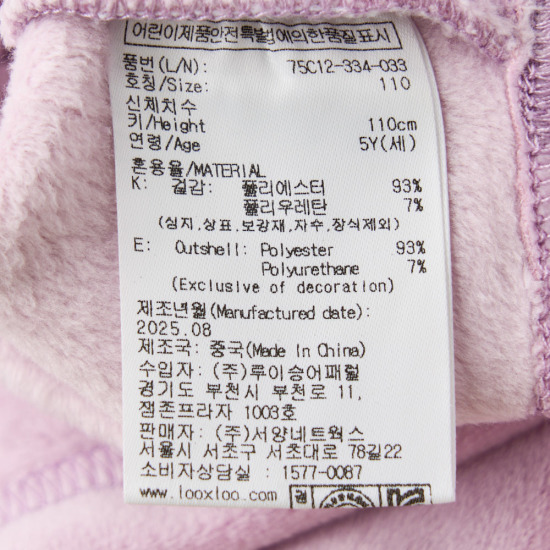 어린이제품안전특별법에의한품질표시
품번(L/N): 75C12-334-033
호칭/Size: 110
신체치수
키/Height 110cm
연령/Age 5Y(세)
혼용율/MATERIAL
K: 겉감: 폴리에스터 93%
폴리우레탄 7%
(심지,상표,보강재,자수,장식제외)
E: Outshell: Polyester 93%
Polyurethane 7%
(Exclusive of decoration)
제조년월(Manufactured date):
2025.08
제조국: 중국(Made In China)
수입자: (주)루이승어패럴
경기도 부천시 부천로 11,
잼존프라자 1003호
판매자: (주)서양네트웍스
서울시 서초구 서초대로 78길22
소비자상담실 : 1577-0087
www.looxloo.com